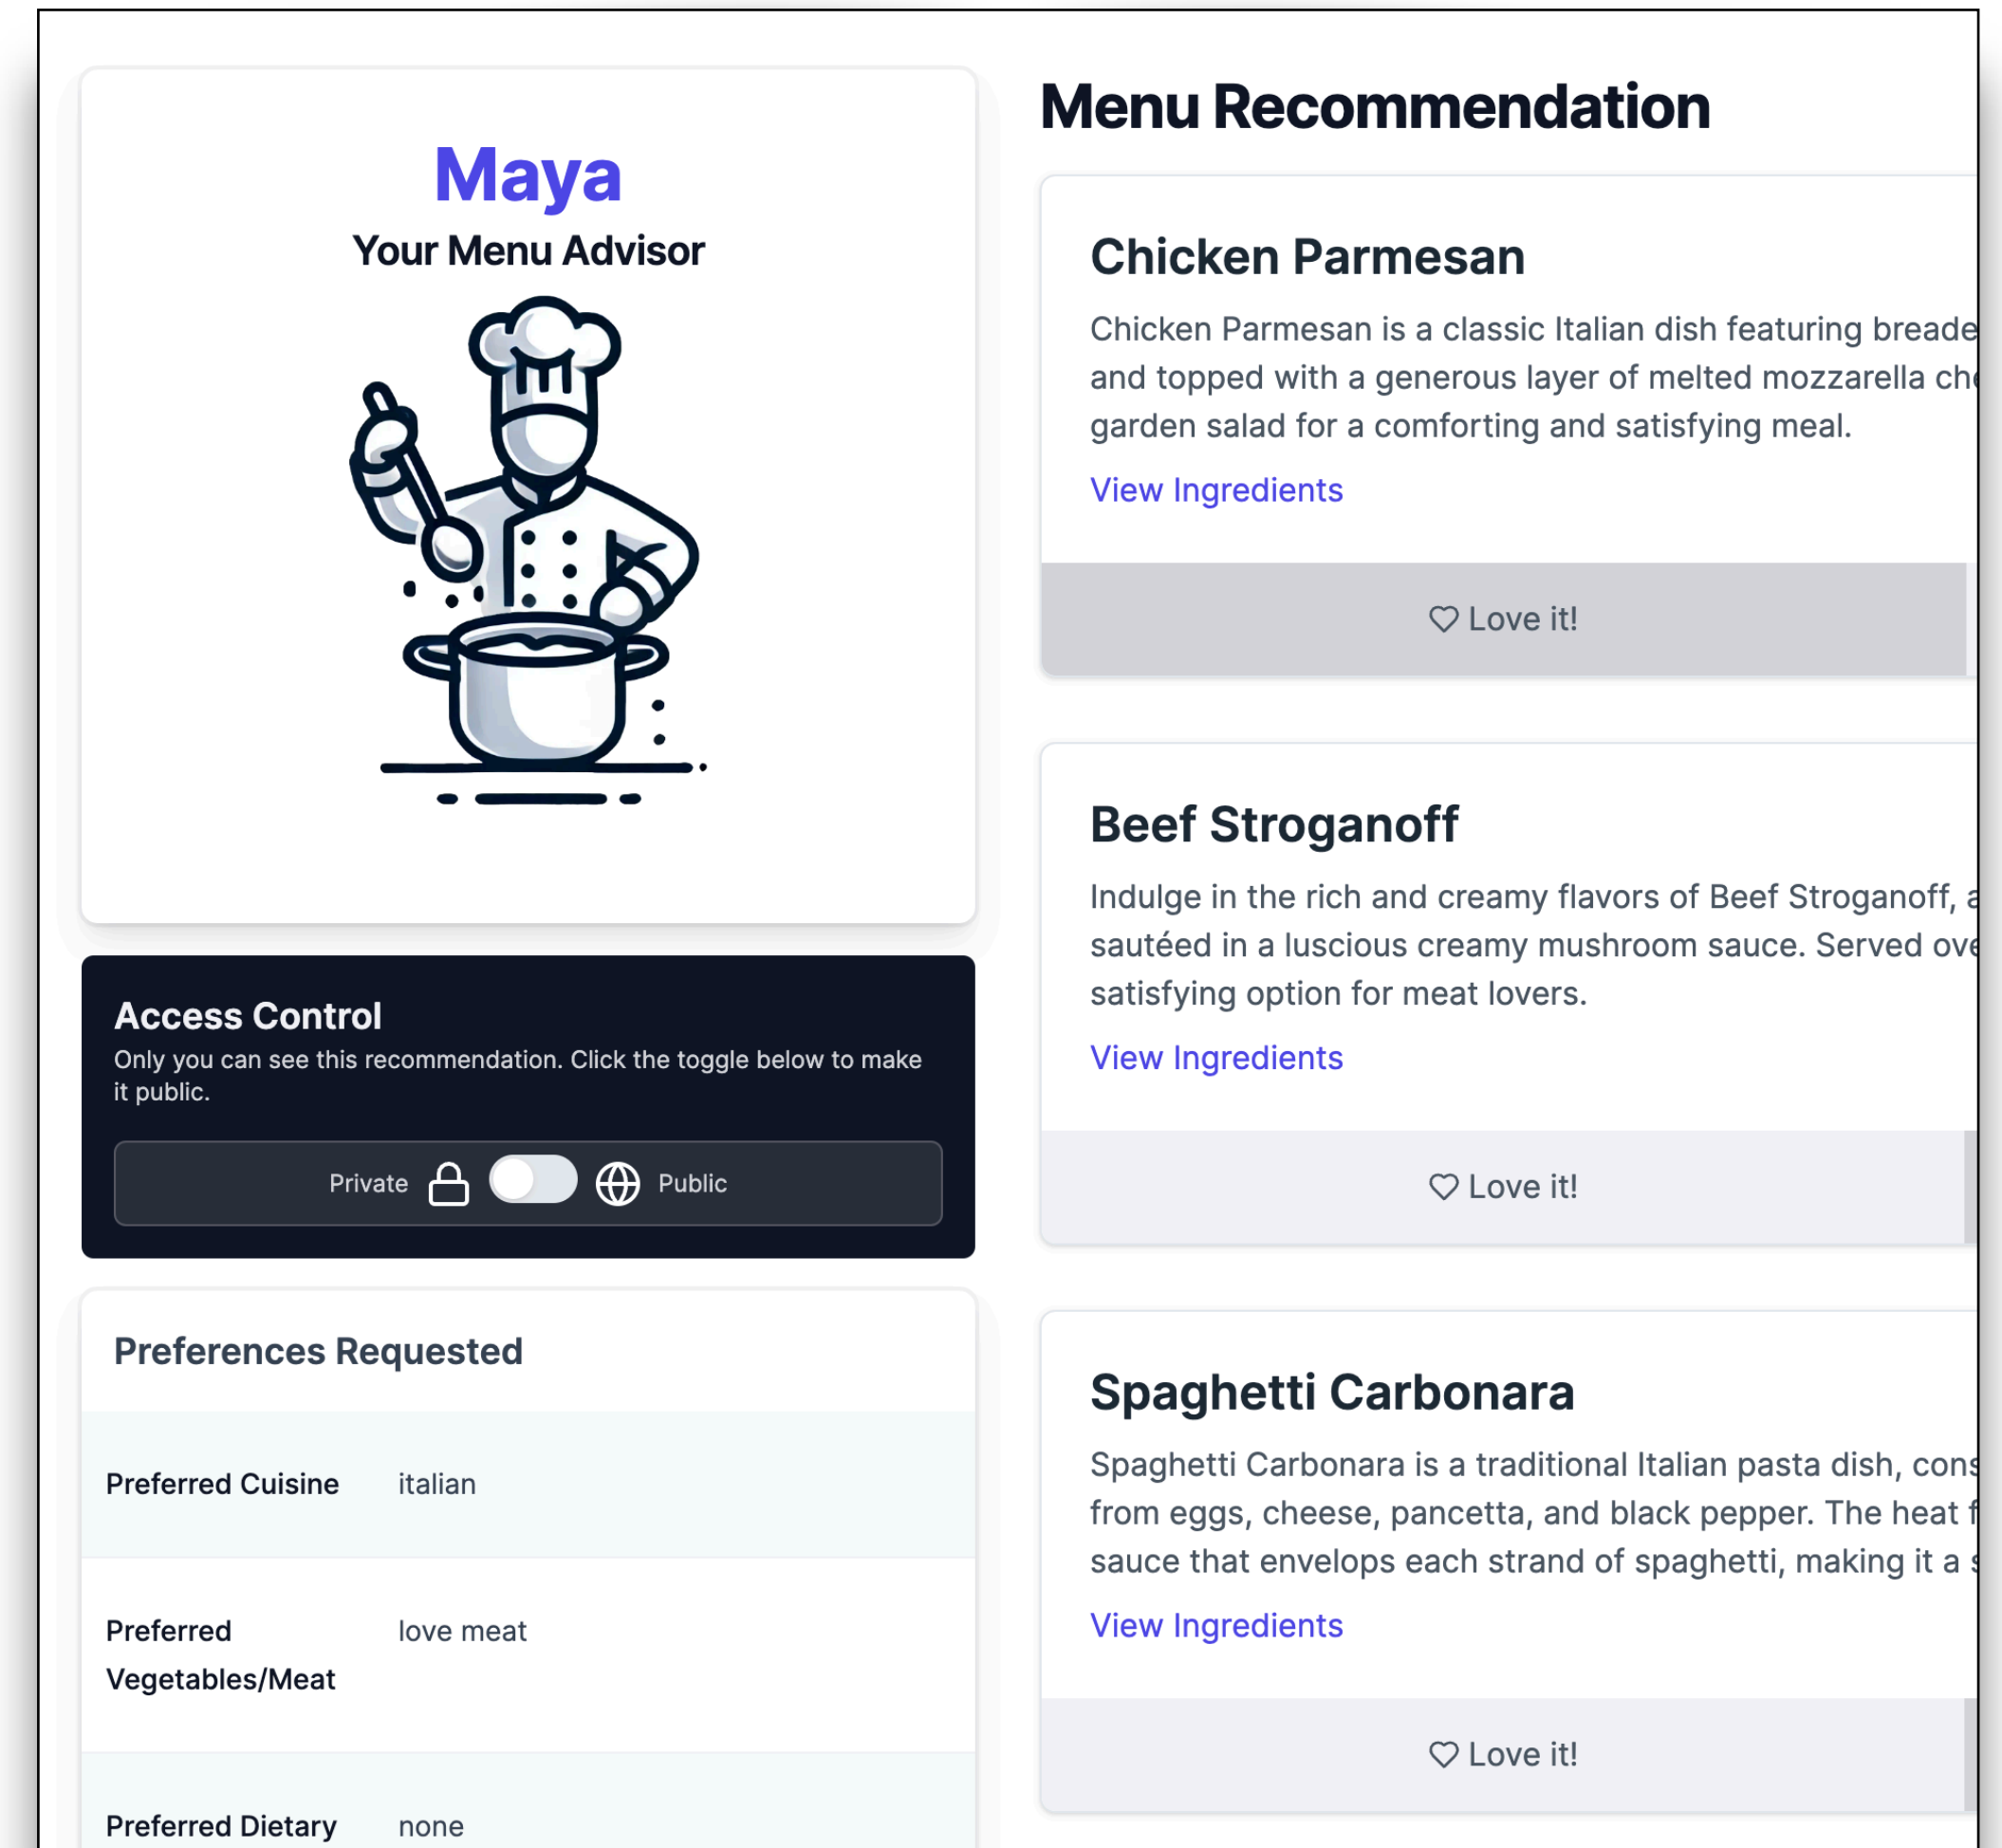 Maya
Your Menu Advisor
Access Control
Only you can see this recommendation. Click the toggle below to make
it public.
Private
Public
Preferences Requested
Preferred Cuisine italian
Preferred love meat
Vegetables/Meat
Preferred Dietary none
Menu Recommendation
Chicken Parmesan
Chicken Parmesan is a classic Italian dish featuring
and topped with a generous layer of melted mozzarella
garden salad for a comforting and satisfying meal.
View Ingredients
Love it!
Beef Stroganoff
Indulge in the rich and creamy flavors of Beef Stroganoff,
sautéed in a luscious creamy mushroom sauce. Served
satisfying option for meat lovers.
View Ingredients
Love it!
Spaghetti Carbonara
Spaghetti Carbonara is a traditional Italian pasta dish,
from eggs, cheese, pancetta, and black pepper. The heat
sauce that envelops each strand of spaghetti, making it a
View Ingredients
Love it!